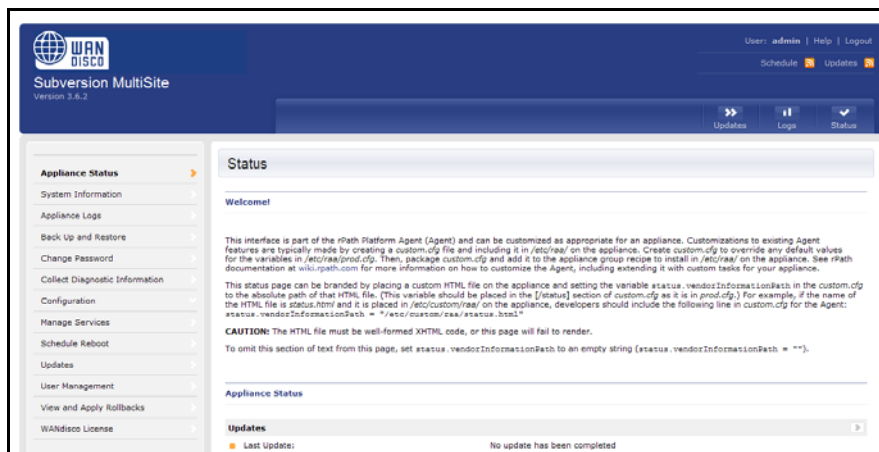 WAN
DISCO
User: admin | Help | Logout
Schedule Updates
Subversion MultiSite
Version 3.6.2
Updates Logs Status
Appliance Status
System Information
Appliance Logs
Back Up and Restore
Change Password
Collect Diagnostic Information
Configuration
Manage Services
Schedule Reboot
Updates
User Management
View and Apply Rollbacks
WANdisco License
Status
Welcome!
This interface is part of the rPath Platform Agent (Agent) and can be customized as appropriate for an appliance. Customizations to existing Agent
features are typically made by creating a custom.cfg file and including it in /etc/raa/ on the appliance. Create custom.cfg to override any default values
for the variables in /etc/raa/prod.cfg. Then, package custom.cfg and add it to the appliance group recipe to install in /etc/raa/ on the appliance. See rPath
documentation at wiki.rpath.com for more information on how to customize the Agent, including extending it with custom tasks for your appliance.
This status page can be branded by placing a custom HTML file on the appliance and setting the variable status.vendorInformationPath in the custom.cfg
to the absolute path of that HTML file. (This variable should be placed in the [/status] section of custom.cfg as it is in prod.cfg.) For example, if the name of
the HTML file is status.html and it is placed in /etc/custom/raa/ on the appliance, developers should include the following line in custom.cfg for the Agent:
status.vendorInformationPath = "/etc/custom/raa/status.html"
CAUTION: The HTML file must be well-formed XHTML code, or this page will fail to render.
To omit this section of text from this page, set status.vendorInformationPath to an empty string (status.vendorInformationPath = "").
Appliance Status
Updates
Last Update: No update has been completed